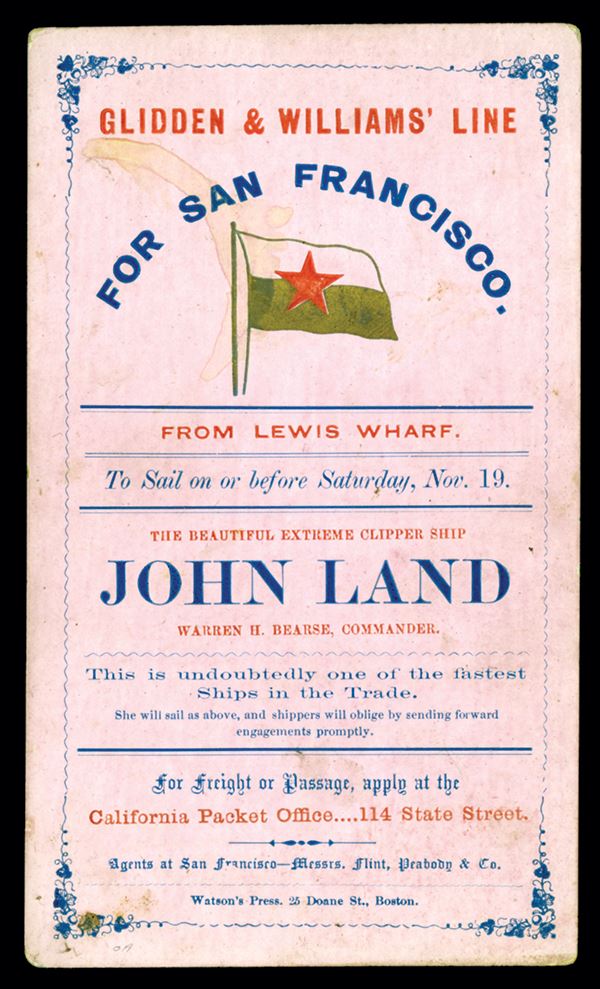 GLIDDEN & WILLIAMS' LINE
FOR SAN FRANCISCO.
FROM LEWIS WHARF.
To Sail on or before Saturday, Nov. 19.
THE BEAUTIFUL EXTREME CLIPPER SHIP
JOHN LAND
WARREN H. BEARSE, COMMANDER.
This is undoubtedly one of the fastest
Ships in the Trade.
She will sail as above, and shippers will oblige by sending forward
engagements promptly.
For Freight or Passage, apply at the
California Packet Office....114 State Street.
Agents at San Francisco—Messrs. Flint, Peabody & Co.
Watson's Press. 25 Doane St., Boston.